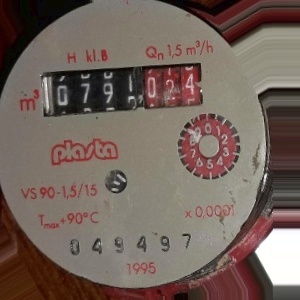 H kl.B Qn 1,5 m³/h
m³ 079 024
plasta
VS 90-1,5/15
Tmax+90°C
x 0,0001
049497
1995